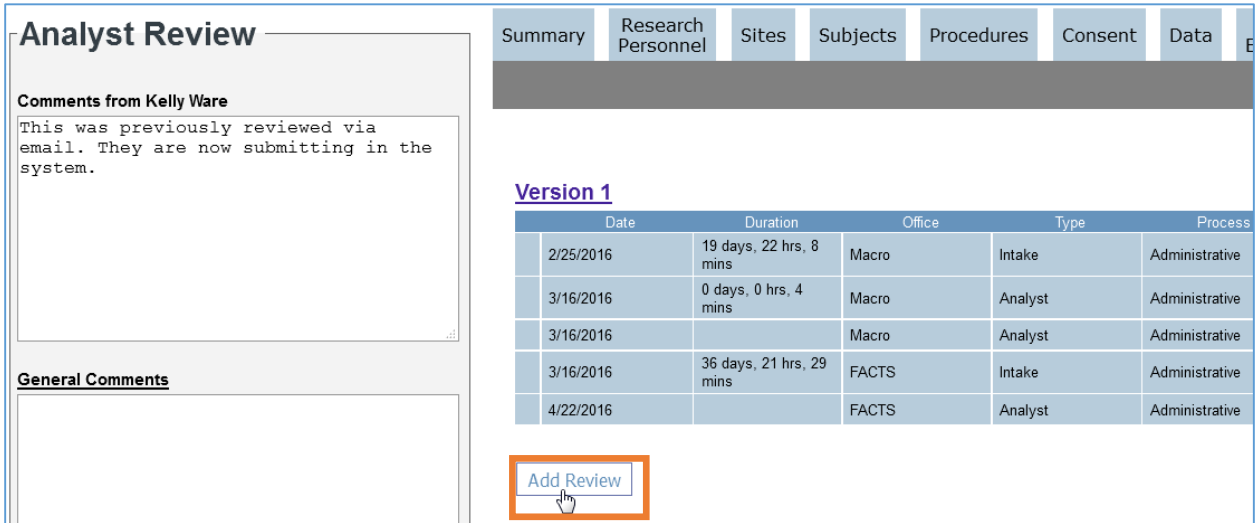 Analyst Review
Comments from Kelly Ware
This was previously reviewed via
email. They are now submitting in the
system.
General Comments
Summary Research Personnel Sites Subjects Procedures Consent Data
Version 1
Date Duration Office Type Process
2/25/2016 19 days, 22 hrs, 8 mins Macro Intake Administrative
3/16/2016 0 days, 0 hrs, 4 mins Macro Analyst Administrative
3/16/2016 Macro Analyst Administrative
3/16/2016 36 days, 21 hrs, 29 mins FACTS Intake Administrative
4/22/2016 FACTS Analyst Administrative
Add Review